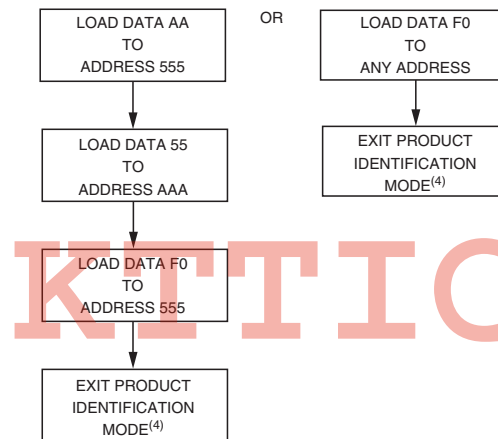 LOAD DATA AA
TO
ADDRESS 555
LOAD DATA 55
TO
ADDRESS AAA
LOAD DATA F0
TO
ADDRESS 555
EXIT PRODUCT
IDENTIFICATION
MODE(4)
OR
LOAD DATA F0
TO
ANY ADDRESS
EXIT PRODUCT
IDENTIFICATION
MODE(4)
KTTIC